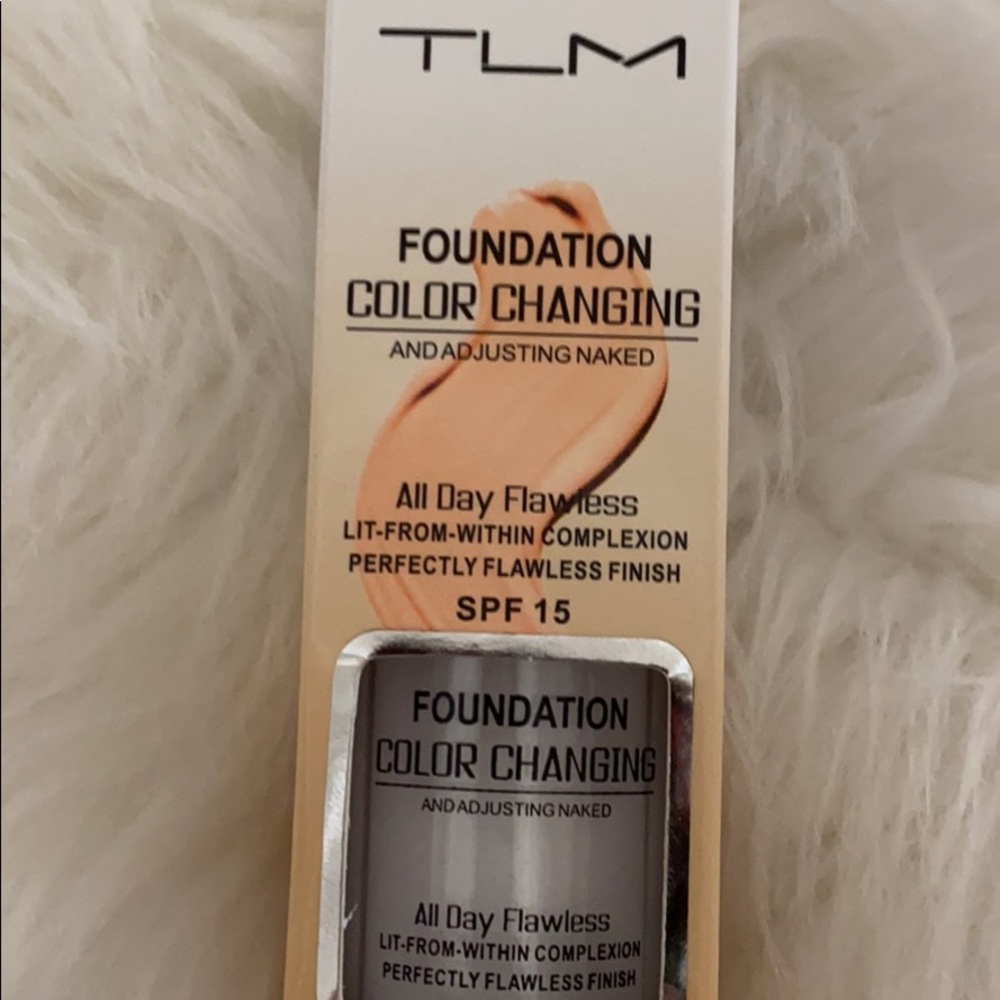 TLM
FOUNDATION
COLOR CHANGING
AND ADJUSTING NAKED
All Day Flawless
LIT-FROM-WITHIN COMPLEXION
PERFECTLY FLAWLESS FINISH
SPF 15
FOUNDATION
COLOR CHANGING
AND ADJUSTING NAKED
All Day Flawless
LIT-FROM-WITHIN COMPLEXION
PERFECTLY FLAWLESS FINISH